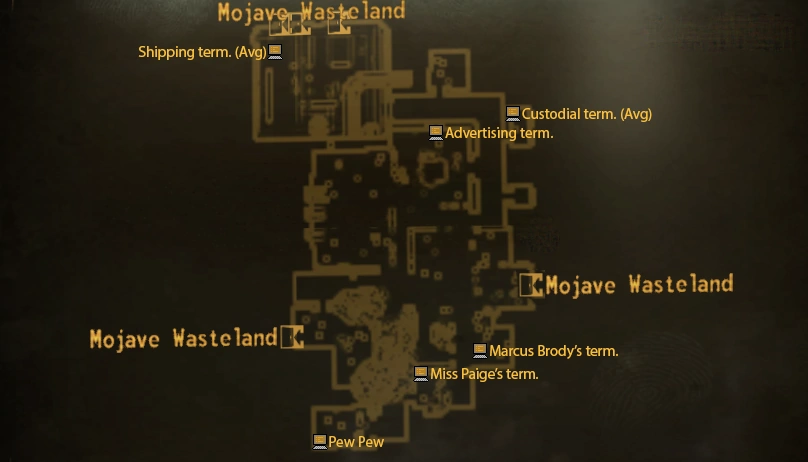 Mojave Wasteland
Shipping term. (Avg)
Custodial term. (Avg)
Advertising term.
Mojave Wasteland
Mojave Wasteland
Marcus Brody's term.
Miss Paige's term.
Pew Pew